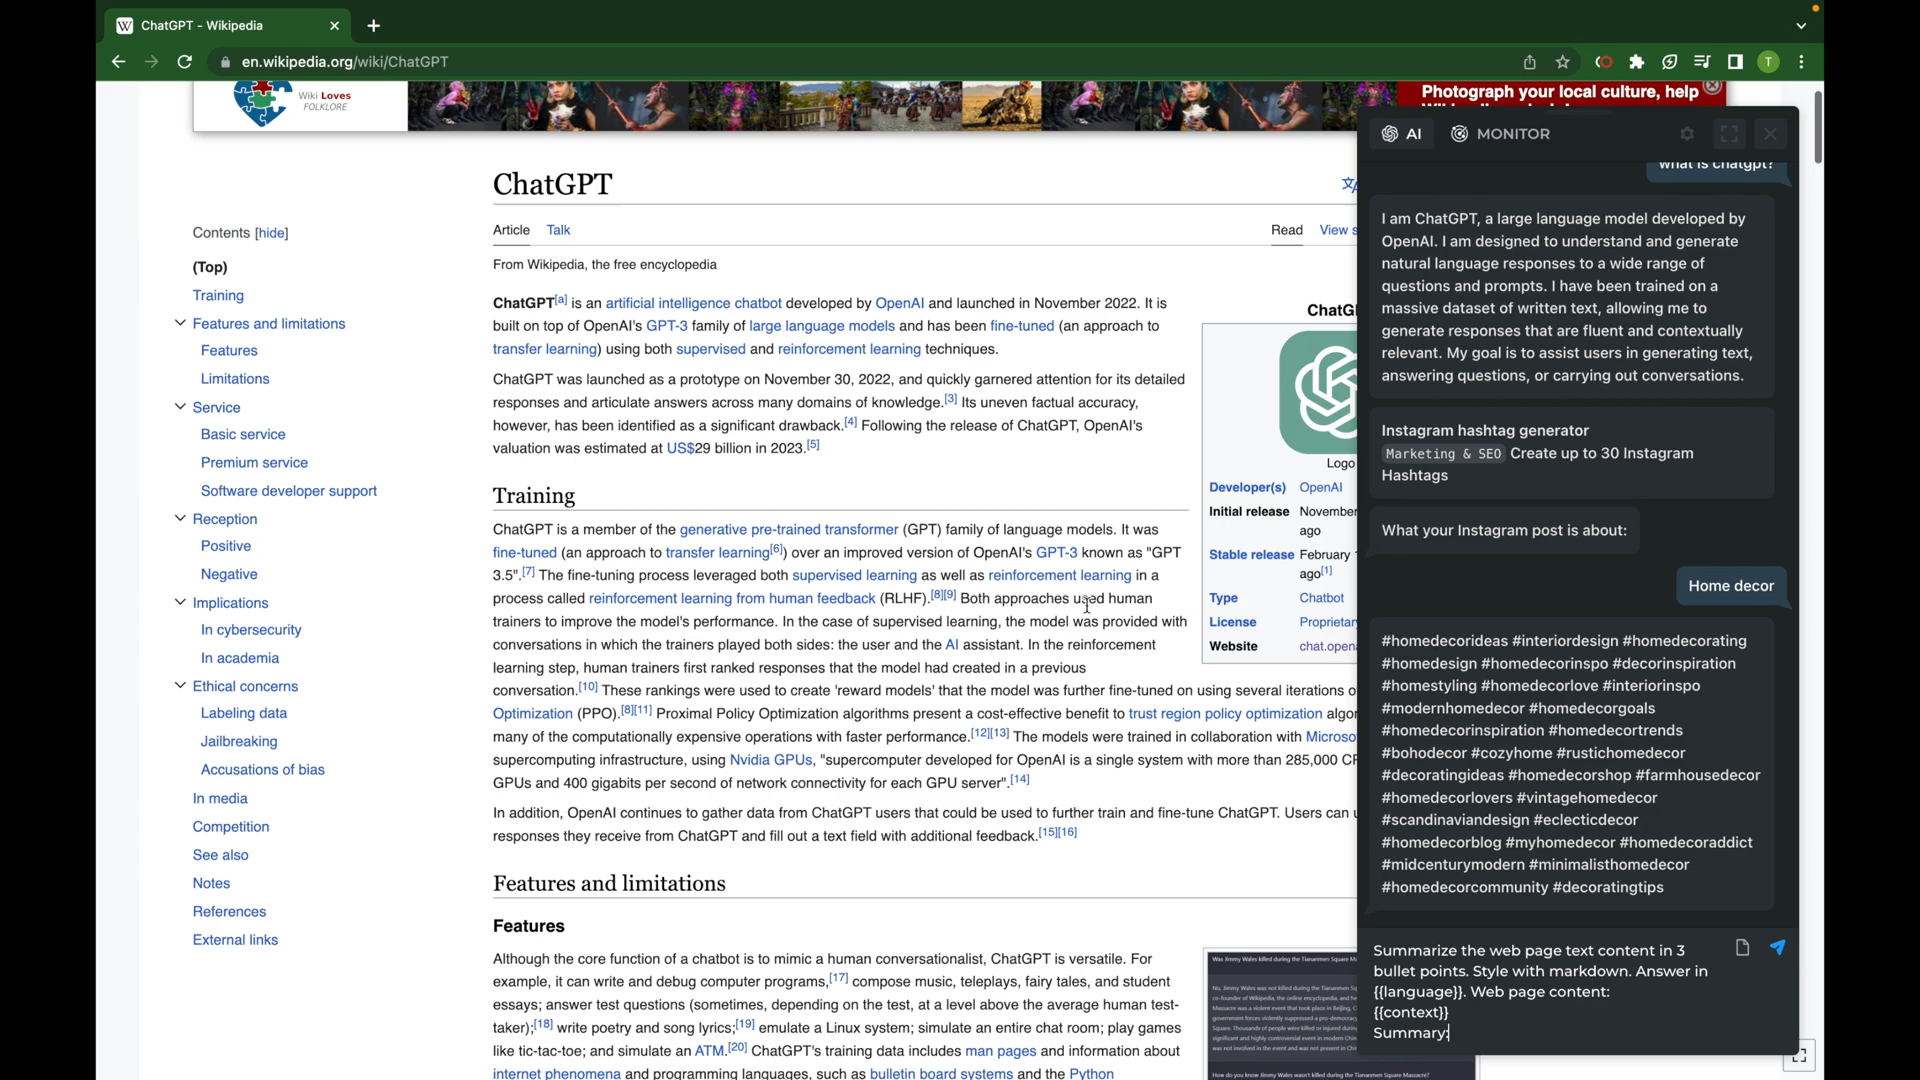 ChatGPT - Wikipedia
en.wikipedia.org/wiki/ChatGPT
T
Wiki Loves
FOLKLORE
Photograph your local culture, help
ChatGPT
Article Talk
Read View s
From Wikipedia, the free encyclopedia
Contents [hide]
(Top)
Training
Features and limitations
Features
Limitations
Service
Basic service
Premium service
Software developer support
Reception
Positive
Negative
Implications
In cybersecurity
In academia
Ethical concerns
Labeling data
Jailbreaking
Accusations of bias
In media
Competition
See also
Notes
References
External links
ChatGPT[a] is an artificial intelligence chatbot developed by OpenAI and launched in November 2022. It is
built on top of OpenAI's GPT-3 family of large language models and has been fine-tuned (an approach to
transfer learning) using both supervised and reinforcement learning techniques.
ChatGPT was launched as a prototype on November 30, 2022, and quickly garnered attention for its detailed
responses and articulate answers across many domains of knowledge.[3] Its uneven factual accuracy,
however, has been identified as a significant drawback.[4] Following the release of ChatGPT, OpenAI's
valuation was estimated at US$29 billion in 2023.[5]
Training
ChatGPT is a member of the generative pre-trained transformer (GPT) family of language models. It was
fine-tuned (an approach to transfer learning[6]) over an improved version of OpenAI's GPT-3 known as "GPT
3.5".[7] The fine-tuning process leveraged both supervised learning as well as reinforcement learning in a
process called reinforcement learning from human feedback (RLHF).[8][9] Both approaches used human
trainers to improve the model's performance. In the case of supervised learning, the model was provided with
conversations in which the trainers played both sides: the user and the AI assistant. In the reinforcement
learning step, human trainers first ranked responses that the model had created in a previous
conversation.[10] These rankings were used to create 'reward models' that the model was further fine-tuned on using several iterations o
Optimization (PPO).[8][11] Proximal Policy Optimization algorithms present a cost-effective benefit to trust region policy optimization algor
many of the computationally expensive operations with faster performance.[12][13] The models were trained in collaboration with Microso
supercomputing infrastructure, using Nvidia GPUs, "supercomputer developed for OpenAI is a single system with more than 285,000 CP
GPUs and 400 gigabits per second of network connectivity for each GPU server".[14]
In addition, OpenAI continues to gather data from ChatGPT users that could be used to further train and fine-tune ChatGPT. Users can u
responses they receive from ChatGPT and fill out a text field with additional feedback.[15][16]
Features and limitations
Features
Although the core function of a chatbot is to mimic a human conversationalist, ChatGPT is versatile. For
example, it can write and debug computer programs,[17] compose music, teleplays, fairy tales, and student
essays; answer test questions (sometimes, depending on the test, at a level above the average human test-
taker);[18] write poetry and song lyrics;[19] emulate a Linux system; simulate an entire chat room; play games
like tic-tac-toe; and simulate an ATM.[20] ChatGPT's training data includes man pages and information about
internet phenomena and programming languages, such as bulletin board systems and the Python
ChatG
Logo
Developer(s) OpenAI
Initial release November
ago
Stable release February
ago[1]
Type Chatbot
License Proprietary
Website chat.opena
AI MONITOR
what is chatgpt?
I am ChatGPT, a large language model developed by
OpenAI. I am designed to understand and generate
natural language responses to a wide range of
questions and prompts. I have been trained on a
massive dataset of written text, allowing me to
generate responses that are fluent and contextually
relevant. My goal is to assist users in generating text,
answering questions, or carrying out conversations.
Instagram hashtag generator
Marketing & SEO Create up to 30 Instagram
Hashtags
What your Instagram post is about:
Home decor
#homedecorideas #interiordesign #homedecorating
#homedesign #homedecorinspo #decorinspiration
#homestyling #homedecorlove #interiorinspo
#modernhomedecor #homedecorgoals
#homedecorinspiration #homedecortrends
#bohodecor #cozyhome #rustichomedecor
#decoratingideas #homedecorshop #farmhousedecor
#homedecorlovers #vintagehomedecor
#scandinaviandesign #eclecticdecor
#homedecorblog #myhomedecor #homedecoraddict
#midcenturymodern #minimalisthomedecor
#homedecorcommunity #decoratingtips
Summarize the web page text content in 3
bullet points. Style with markdown. Answer in
{{language}}. Web page content:
{{context}}
Summary: